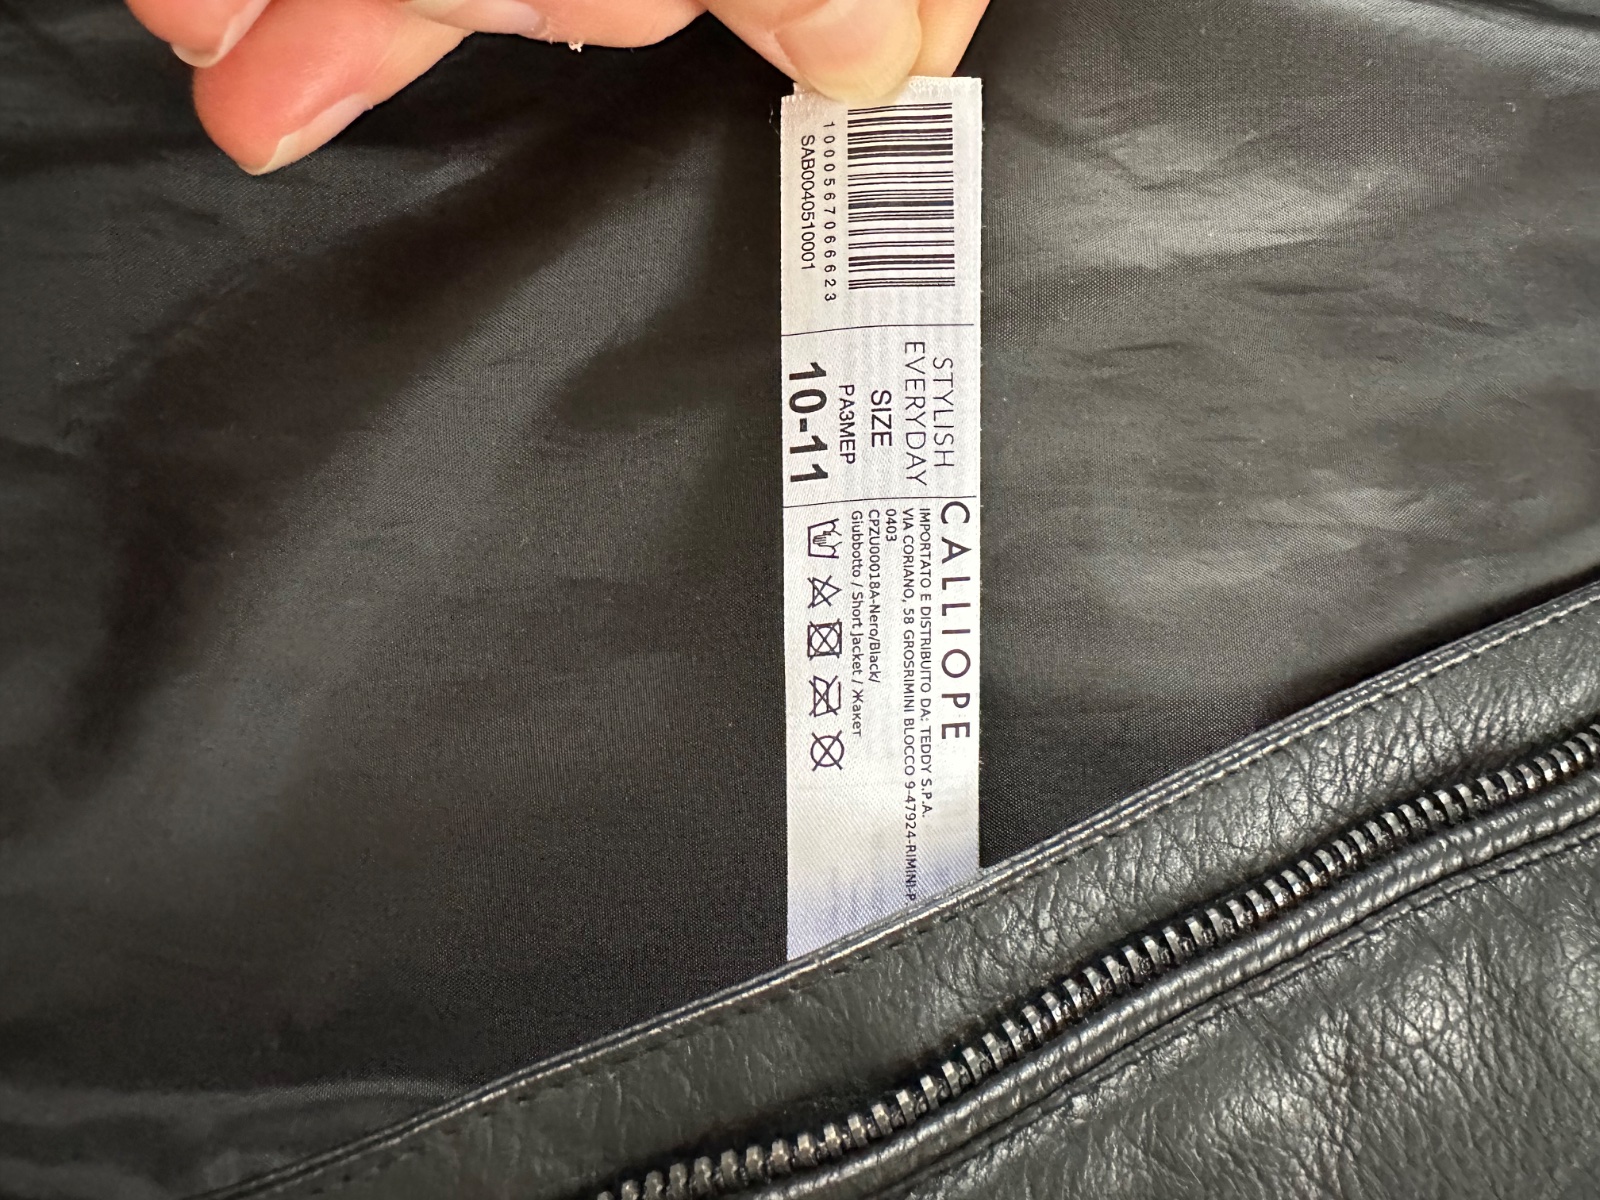 1000567066623
SAB0040510001
STYLISH
EVERYDAY
SIZE
РАЗМЕР
10-11
CALLIOPE
IMPORTATO E DISTRIBUITO DA: TEDDY S.P.A.
VIA CORIANO, 58 GROSRIMINI BLOCCO 9-47924-RIMINI-P
0403
CPZU00018A-Nero/Black/
Giubbotto / Short Jacket / Жакет